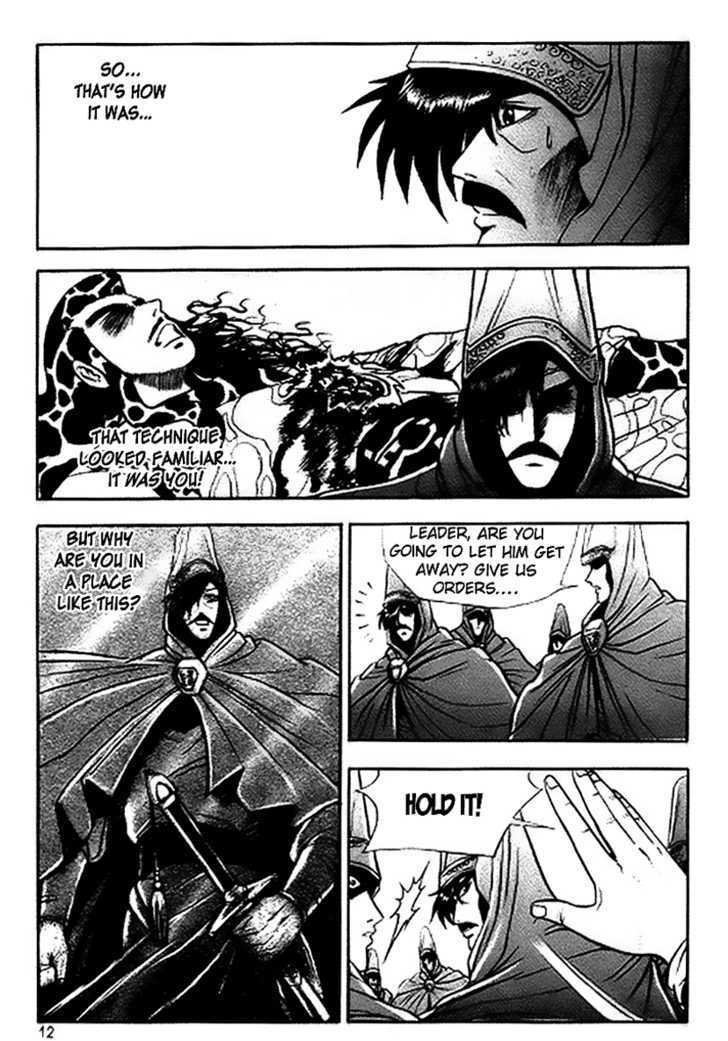 SO...
THAT'S HOW
IT WAS...
THAT TECHNIQUE
LOOKED FAMILIAR...
IT WAS YOU!
BUT WHY
ARE YOU IN
A PLACE
LIKE THIS?
LEADER, ARE YOU
GOING TO LET HIM GET
AWAY? GIVE US
ORDERS....
HOLD IT!
12